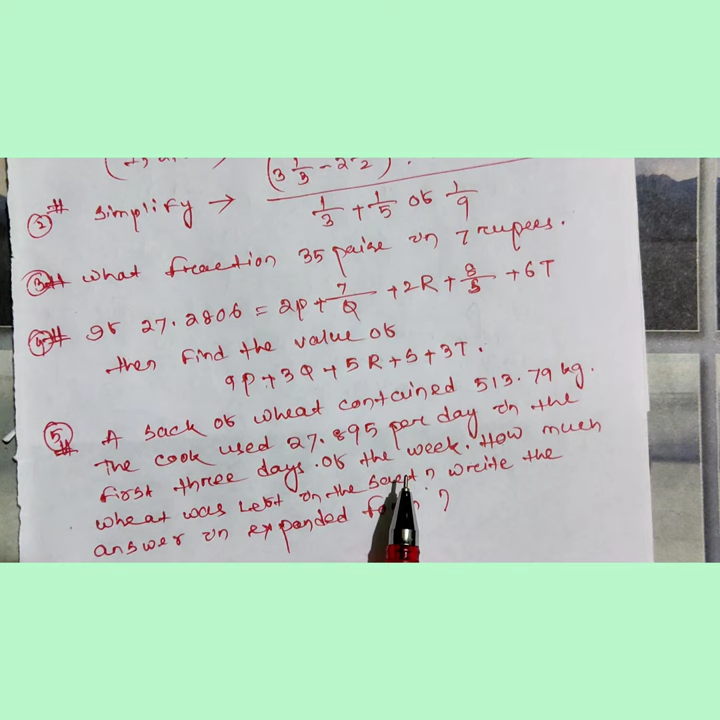 (3 1/3 - 2 1/2)
② # Simplify → 1/3 + 1/5 of 1/9
③ # What fraction 35 paise in 7 rupees.
④ # If 27.2806 = 2P + 7/Q + 2R + 8/S + 6T
then find the value of
9P + 3Q + 5R + S + 3T.
⑤ # A sack of wheat contained 513.79 kg.
The cook used 27.895 per day in the
first three days of the week. How much
wheat was left in the ? Write the
answer in expanded ?